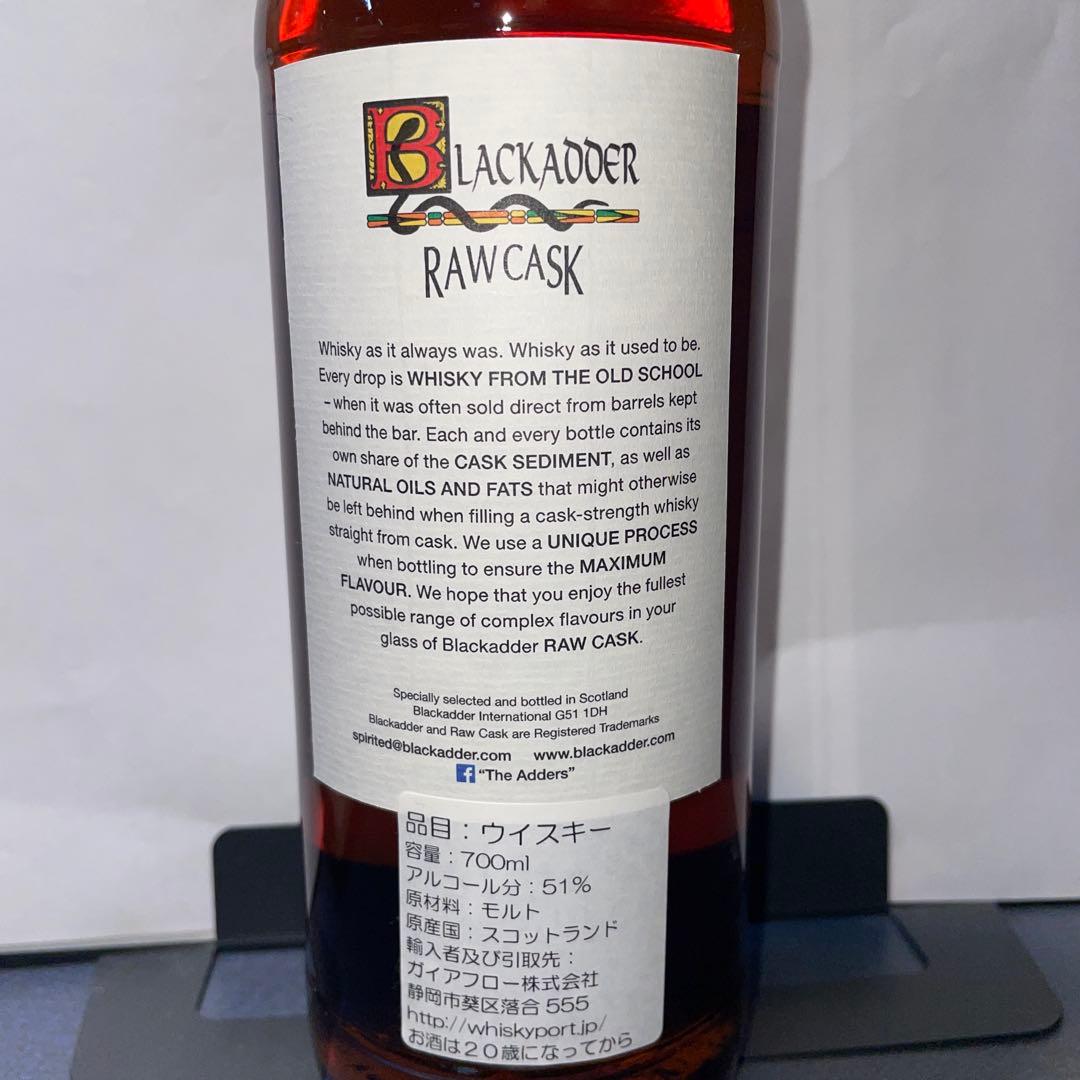 BLACKADDER
RAW CASK
Whisky as it always was. Whisky as it used to be.
Every drop is WHISKY FROM THE OLD SCHOOL
– when it was often sold direct from barrels kept
behind the bar. Each and every bottle contains its
own share of the CASK SEDIMENT, as well as
NATURAL OILS AND FATS that might otherwise
be left behind when filling a cask-strength whisky
straight from cask. We use a UNIQUE PROCESS
when bottling to ensure the MAXIMUM
FLAVOUR. We hope that you enjoy the fullest
possible range of complex flavours in your
glass of Blackadder RAW CASK.
Specially selected and bottled in Scotland
Blackadder International G51 1DH
Blackadder and Raw Cask are Registered Trademarks
spirited@blackadder.com www.blackadder.com
f "The Adders"
品目：ウイスキー
容量：700ml
アルコール分：51%
原材料：モルト
原産国：スコットランド
輸入者及び引取先：
ガイアフロー株式会社
静岡市葵区落合555
http://whiskyport.jp/
お酒は20歳になってから